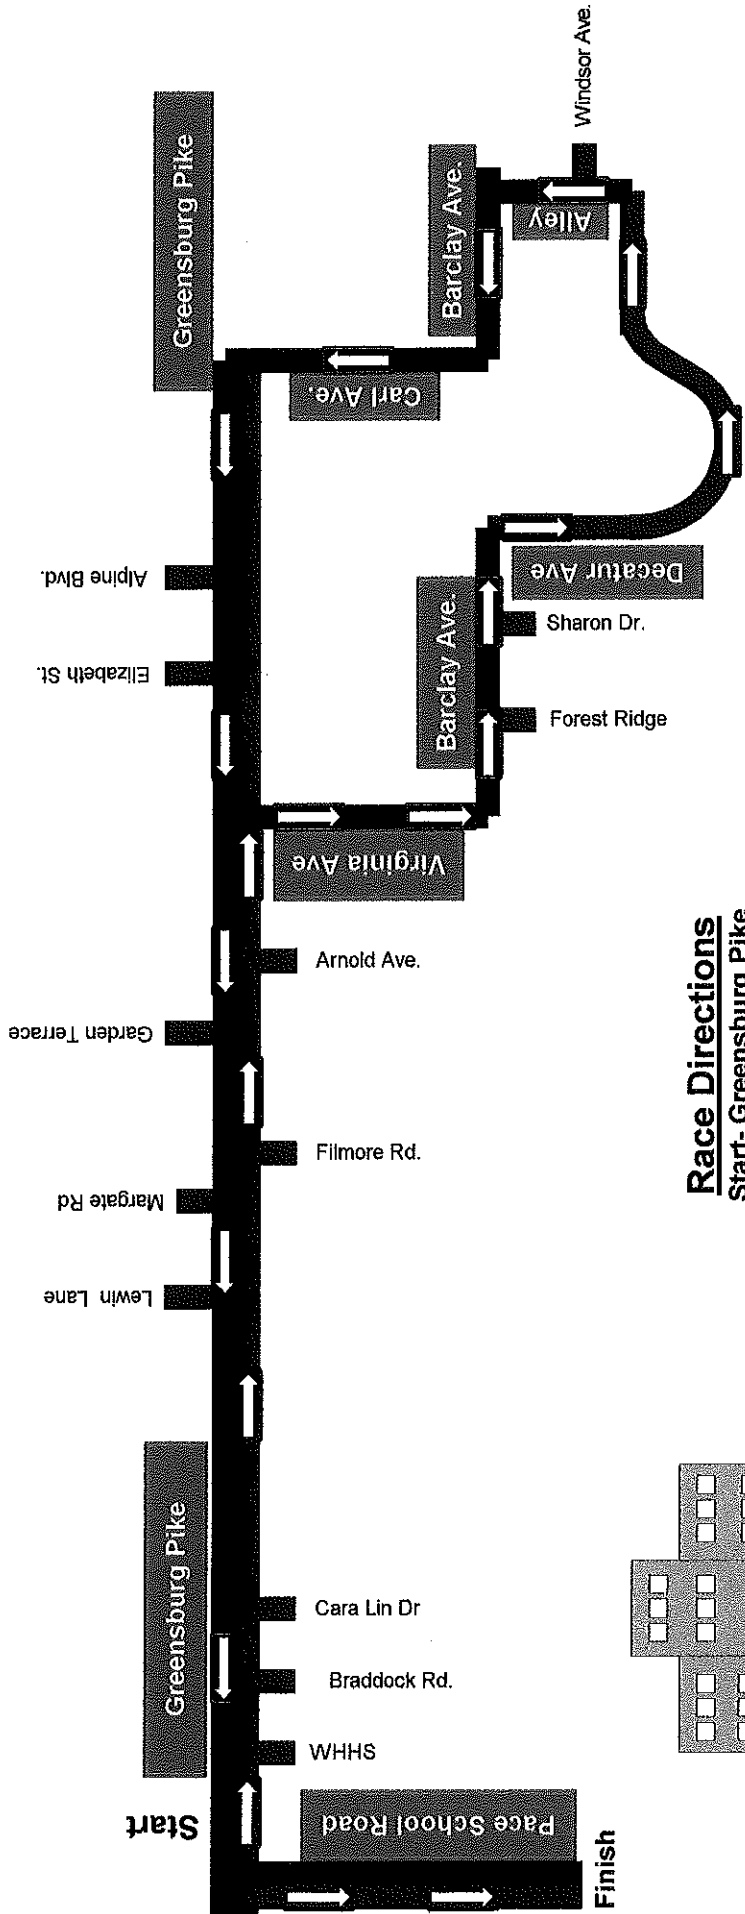 Windsor Ave.
Greensburg Pike
Barclay Ave.
Alley
Carl Ave.
Alpine Blvd.
Decatur Ave
Elizabeth St.
Barclay Ave.
Sharon Dr.
Forest Ridge
Virginia Ave
Arnold Ave.
Garden Terrace
Filmore Rd.
Margate Rd
Lewin Lane
Greensburg Pike
Cara Lin Dr
Braddock Rd.
WHHS
Start
Pace School Road
Finish
Race Directions
Start- Greensburg Pike